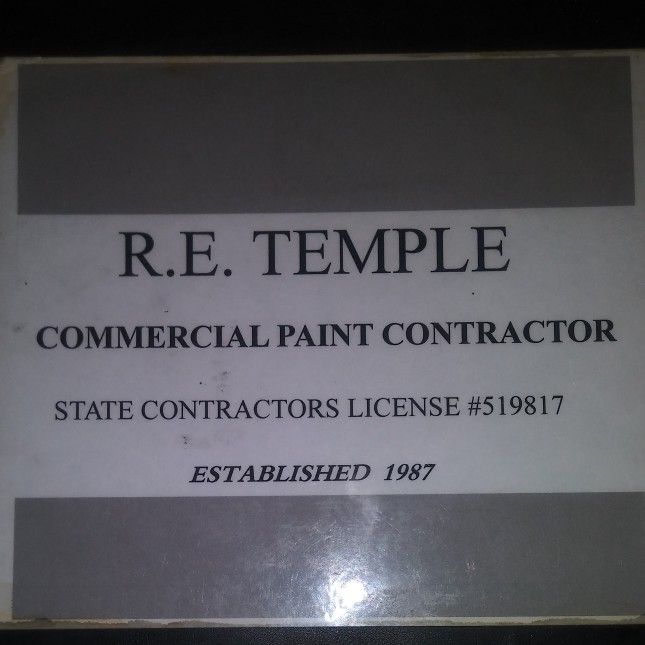 R.E. TEMPLE
COMMERCIAL PAINT CONTRACTOR
STATE CONTRACTORS LICENSE #519817
ESTABLISHED 1987